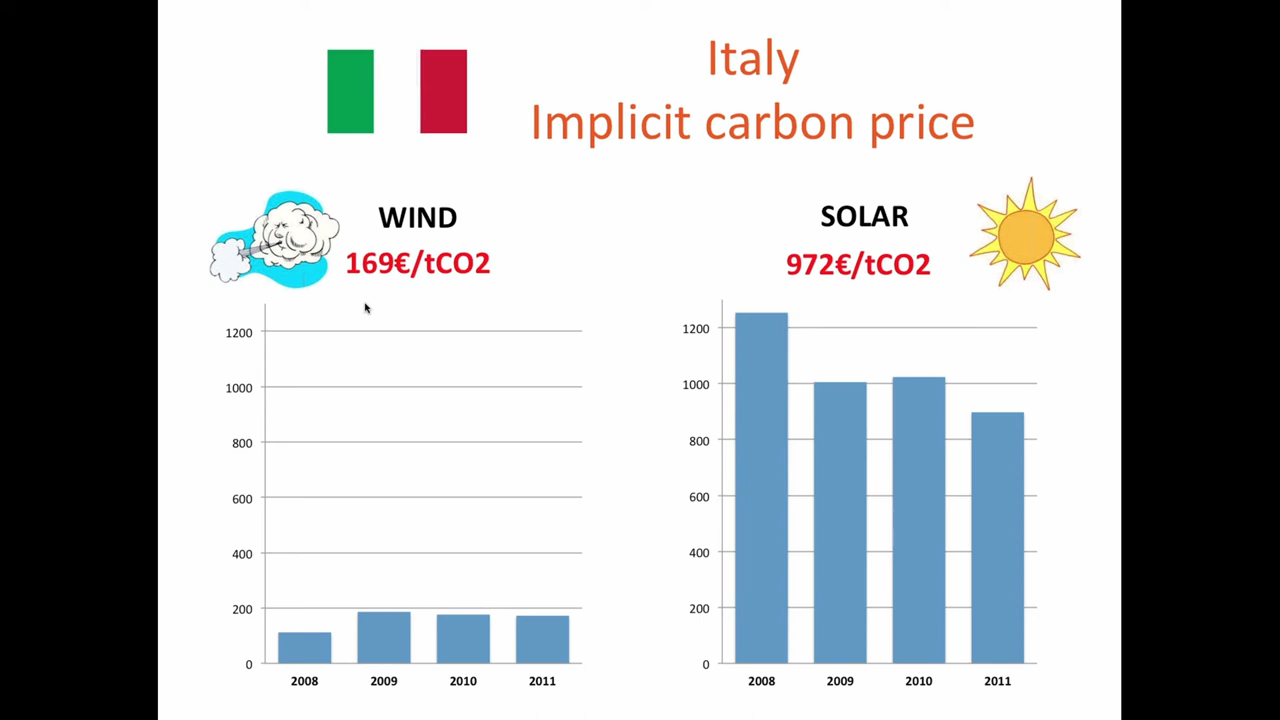 Italy
Implicit carbon price
WIND
169€/tCO2
SOLAR
972€/tCO2
1200
1000
800
600
400
200
0
2008 2009 2010 2011
1200
1000
800
600
400
200
0
2008 2009 2010 2011